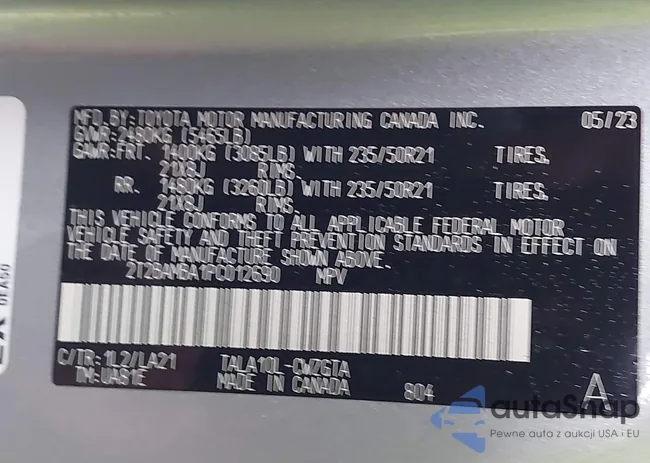 MFD. BY: TOYOTA MOTOR MANUFACTURING CANADA INC. 05/23
GVWR: 2480KG (5465LB)
GAWR: FRT. 1400KG (3085LB) WITH 235/50R21 TIRES.
21X8J RIMS.
RR. 1480KG (3260LB) WITH 235/50R21 TIRES.
21X8J RIMS.
THIS VEHICLE CONFORMS TO ALL APPLICABLE FEDERAL MOTOR
VEHICLE SAFETY AND THEFT PREVENTION STANDARDS IN EFFECT ON
THE DATE OF MANUFACTURE SHOWN ABOVE.
2T2BAMBA1PC012690 MPV
C/TR: 1L2/LA21 TALA10L-CWZGTA
TM: UA81E MADE IN CANADA 804 A
autoSnap
Pewne auta z aukcji USA i EU